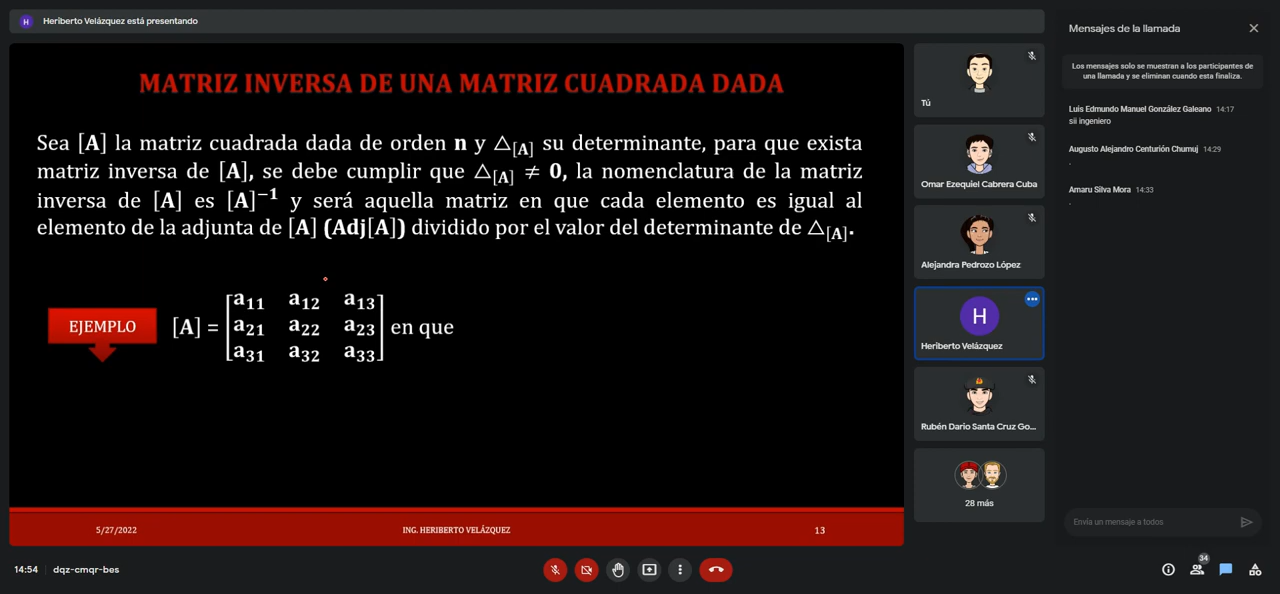 H Heriberto Velázquez está presentando
MATRIZ INVERSA DE UNA MATRIZ CUADRADA DADA
Sea [A] la matriz cuadrada dada de orden n y △[A] su determinante, para que exista
matriz inversa de [A], se debe cumplir que △[A] ≠ 0, la nomenclatura de la matriz
inversa de [A] es [A]⁻¹ y será aquella matriz en que cada elemento es igual al
elemento de la adjunta de [A] (Adj[A]) dividido por el valor del determinante de △[A].
EJEMPLO
[A] = [a11 a12 a13
a21 a22 a23
a31 a32 a33] en que
5/27/2022 ING. HERIBERTO VELÁZQUEZ 13
Tú
Omar Ezequiel Cabrera Cuba
Alejandra Pedrozo López
H
Heriberto Velázquez
Rubén Dario Santa Cruz Go...
28 más
Mensajes de la llamada
Los mensajes solo se muestran a los participantes de
una llamada y se eliminan cuando esta finaliza.
Luis Edmundo Manuel González Galeano 14:17
sii ingeniero
Augusto Alejandro Centurión Chumuj 14:29
.
Amaru Silva Mora 14:33
.
Envía un mensaje a todos
14:54 dqz-cmqr-bes
34